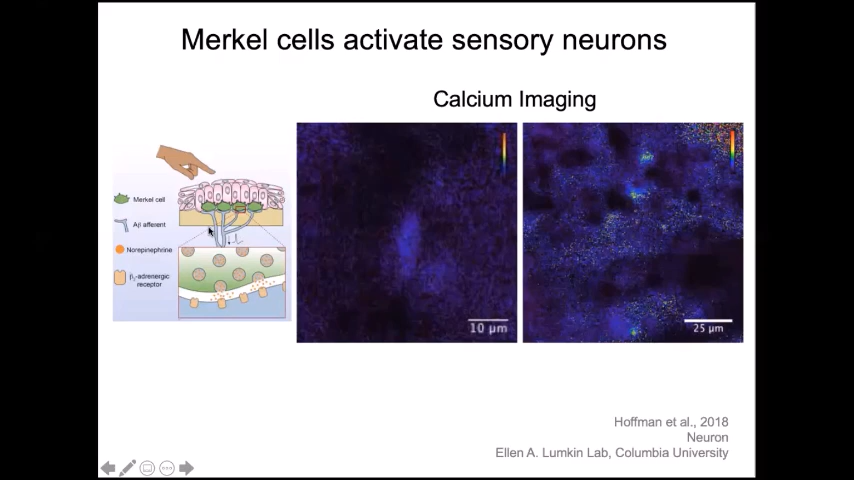 Merkel cells activate sensory neurons
Calcium Imaging
Merkel cell
Aβ afferent
Norepinephrine
β₂-adrenergic
receptor
10 μm
25 μm
Hoffman et al., 2018
Neuron
Ellen A. Lumkin Lab, Columbia University